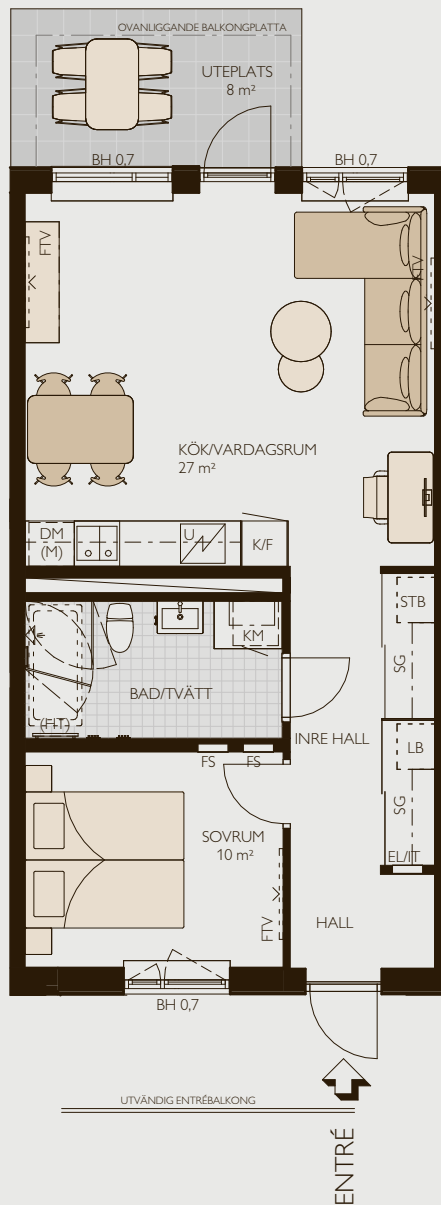 OVANLIGGANDE BALKONGPLATTA
UTEPLATS
8 m²
BH 0,7
BH 0,7
FTV
FTV
KÖK/VARDAGSRUM
27 m²
DM
(M)
U
K/F
STB
KM
SG
BAD/TVÄTT
(HT)
INRE HALL
LB
FS
FS
SG
SOVRUM
10 m²
EL/IT
FTV
HALL
BH 0,7
UTVÄNDIG ENTRÉBALKONG
ENTRÉ